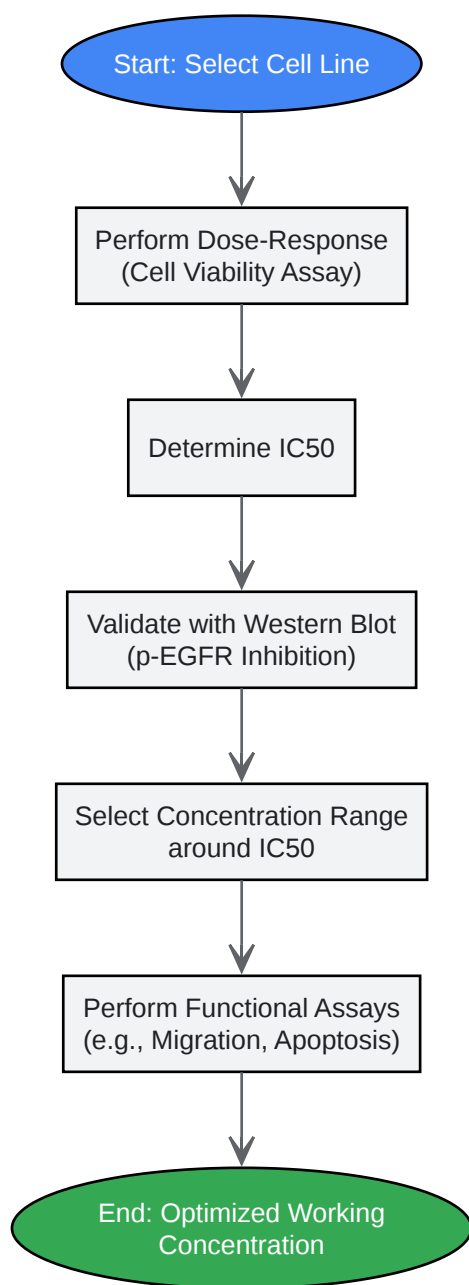 Start: Select Cell Line
Perform Dose-Response
(Cell Viability Assay)
Determine IC50
Validate with Western Blot
(p-EGFR Inhibition)
Select Concentration Range
around IC50
Perform Functional Assays
(e.g., Migration, Apoptosis)
End: Optimized Working
Concentration